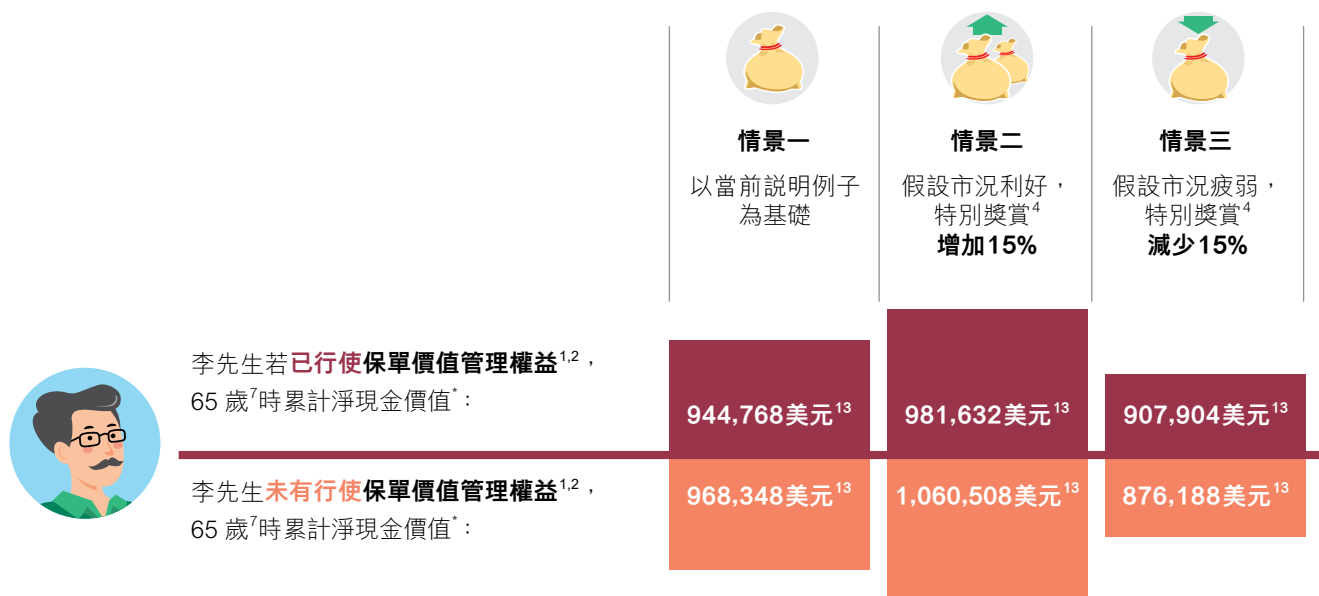 情景一
以當前説明例子
為基礎
情景二
假設市況利好，
特別獎賞4
增加15%
情景三
假設市況疲弱，
特別獎賞4
減少15%
李先生若已行使保單價值管理權益1,2，
65 歲7時累計淨現金價值*：
944,768美元13
981,632美元13
907,904美元13
李先生未有行使保單價值管理權益1,2，
65 歲7時累計淨現金價值*：
968,348美元13
1,060,508美元13
876,188美元13